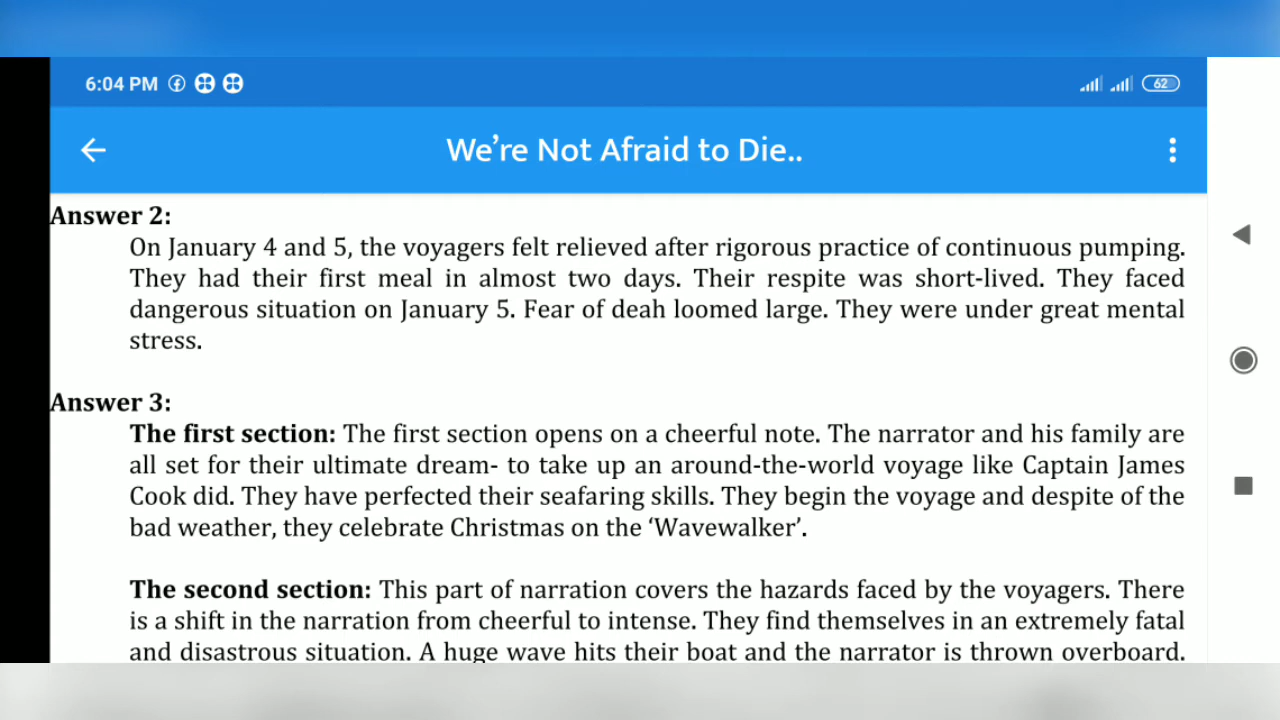 6:04 PM
62
We're Not Afraid to Die..
Answer 2:
On January 4 and 5, the voyagers felt relieved after rigorous practice of continuous pumping.
They had their first meal in almost two days. Their respite was short-lived. They faced
dangerous situation on January 5. Fear of deah loomed large. They were under great mental
stress.
Answer 3:
The first section: The first section opens on a cheerful note. The narrator and his family are
all set for their ultimate dream- to take up an around-the-world voyage like Captain James
Cook did. They have perfected their seafaring skills. They begin the voyage and despite of the
bad weather, they celebrate Christmas on the ‘Wavewalker’.
The second section: This part of narration covers the hazards faced by the voyagers. There
is a shift in the narration from cheerful to intense. They find themselves in an extremely fatal
and disastrous situation. A huge wave hits their boat and the narrator is thrown overboard.